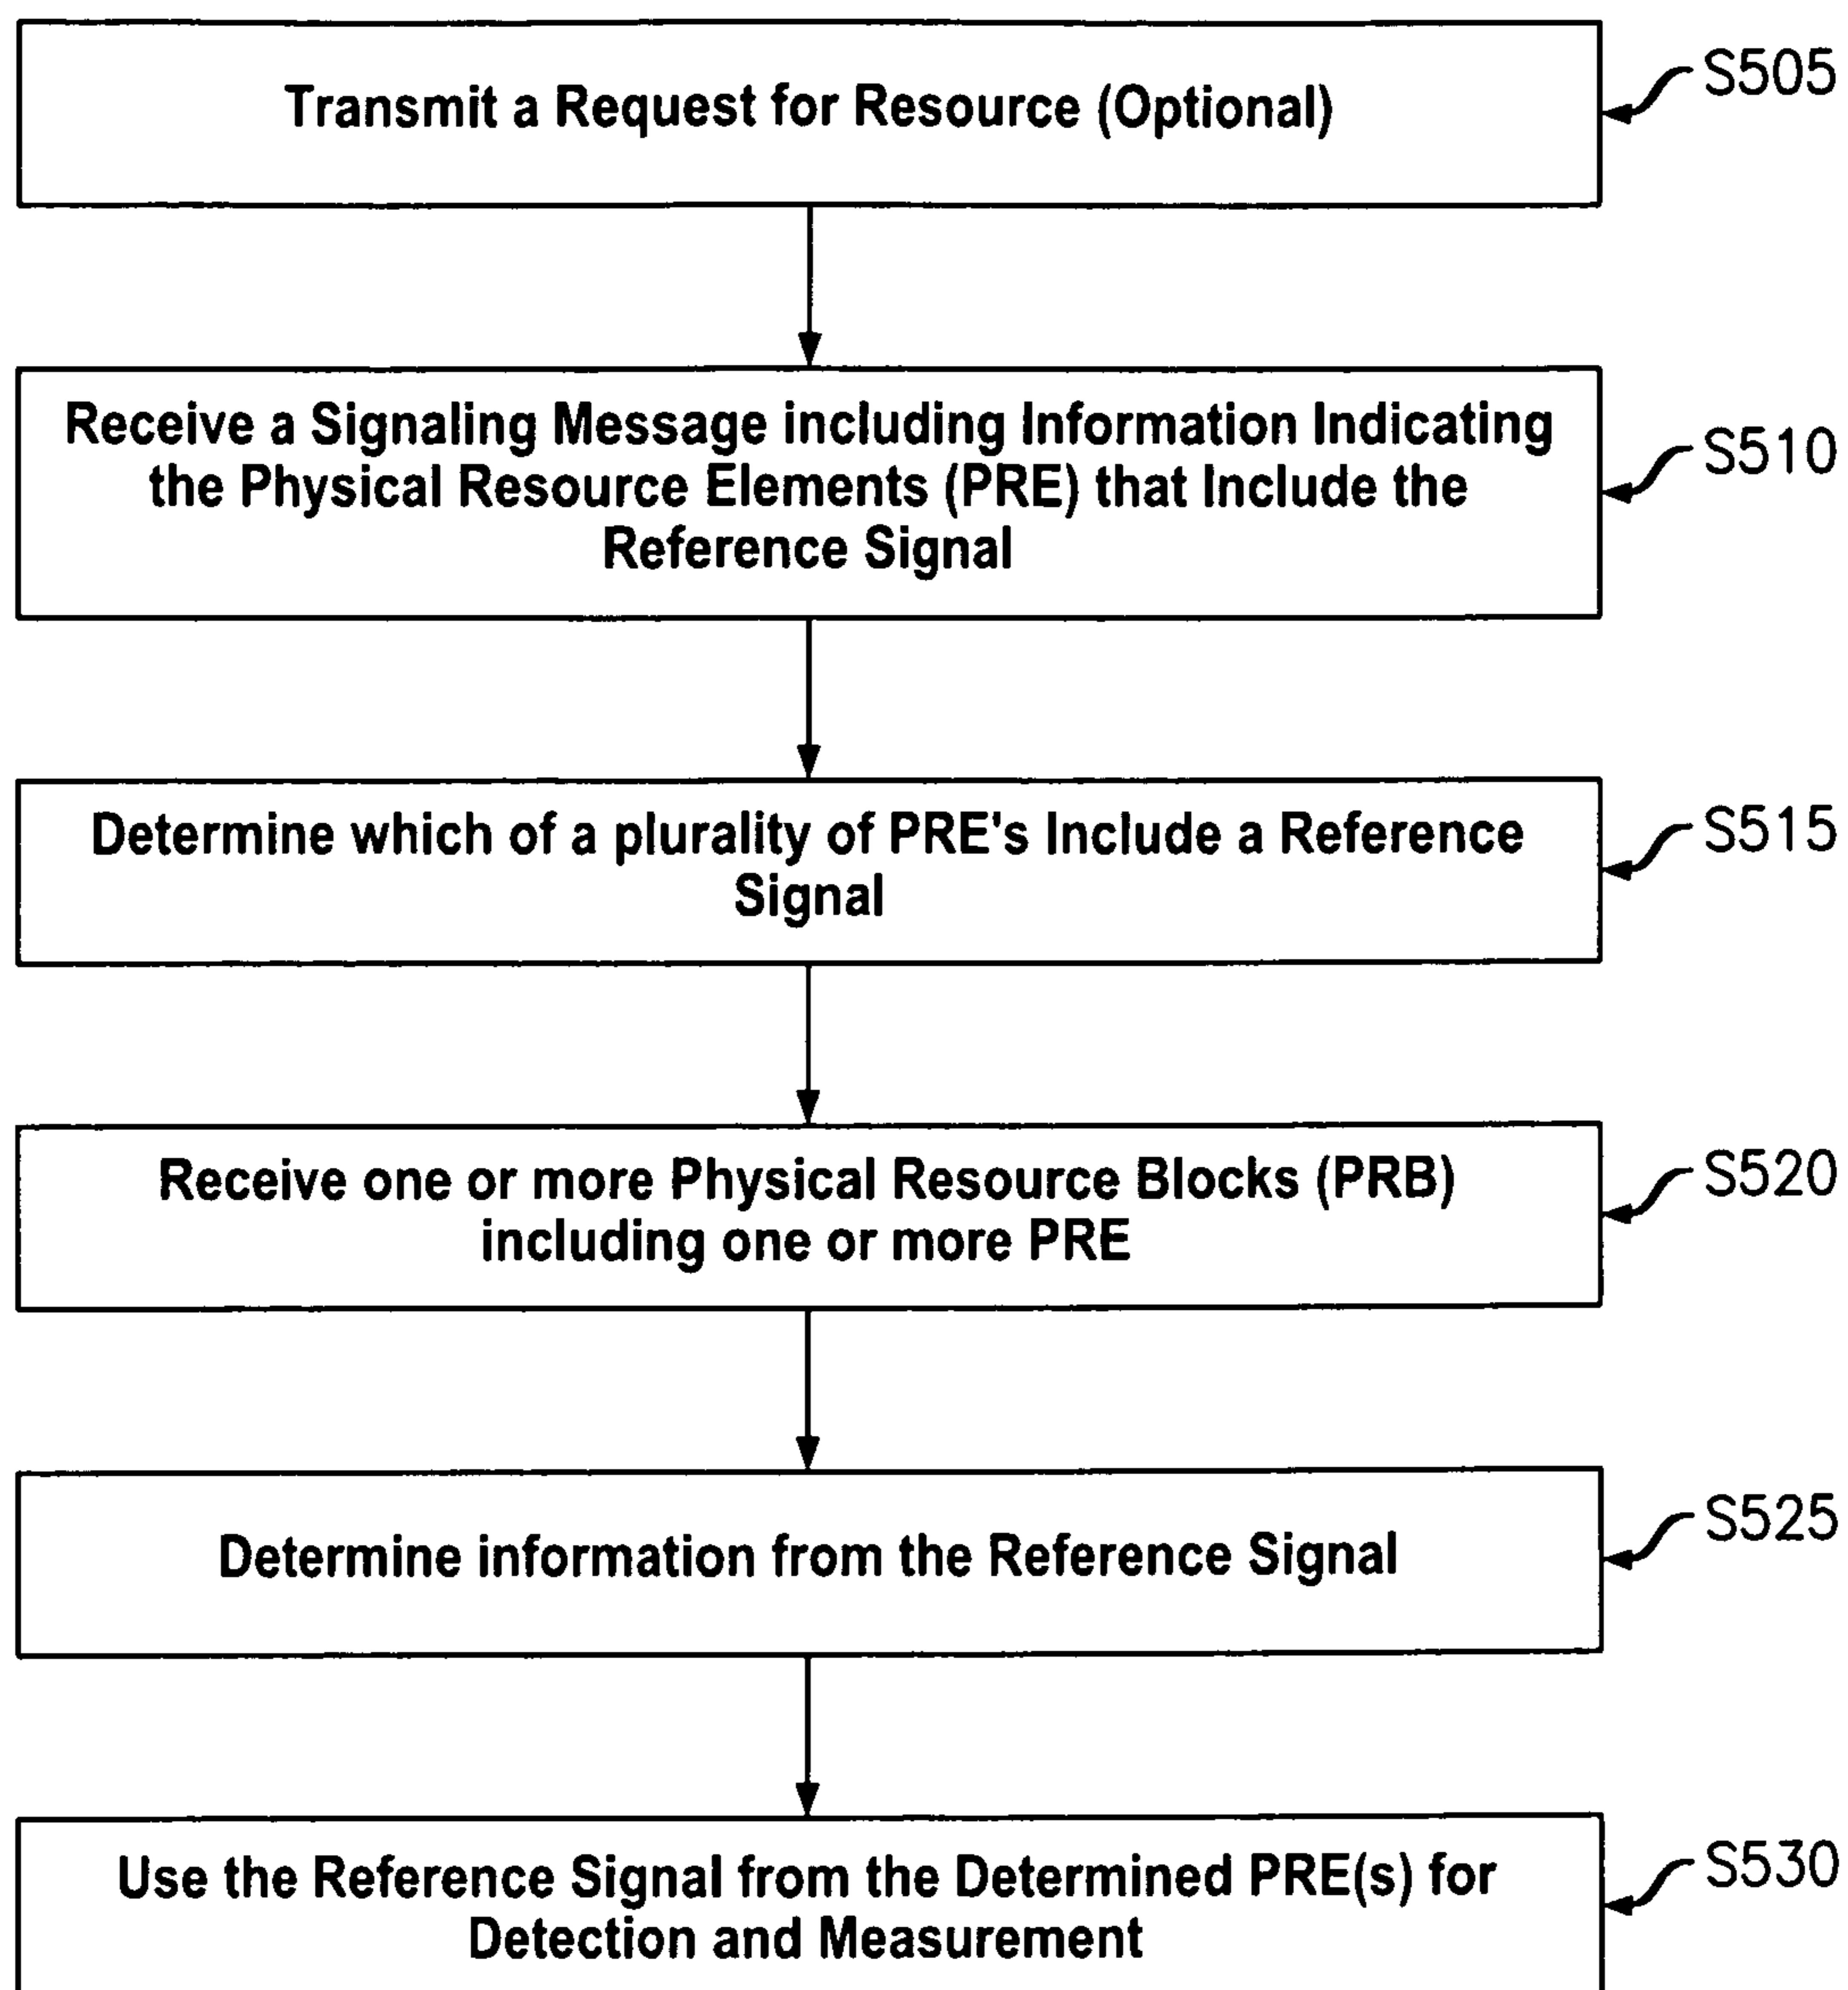 Transmit a Request for Resource (Optional)
S505
Receive a Signaling Message including Information Indicating
the Physical Resource Elements (PRE) that Include the
Reference Signal
S510
Determine which of a plurality of PRE's Include a Reference
Signal
S515
Receive one or more Physical Resource Blocks (PRB)
including one or more PRE
S520
Determine information from the Reference Signal
S525
Use the Reference Signal from the Determined PRE(s) for
Detection and Measurement
S530